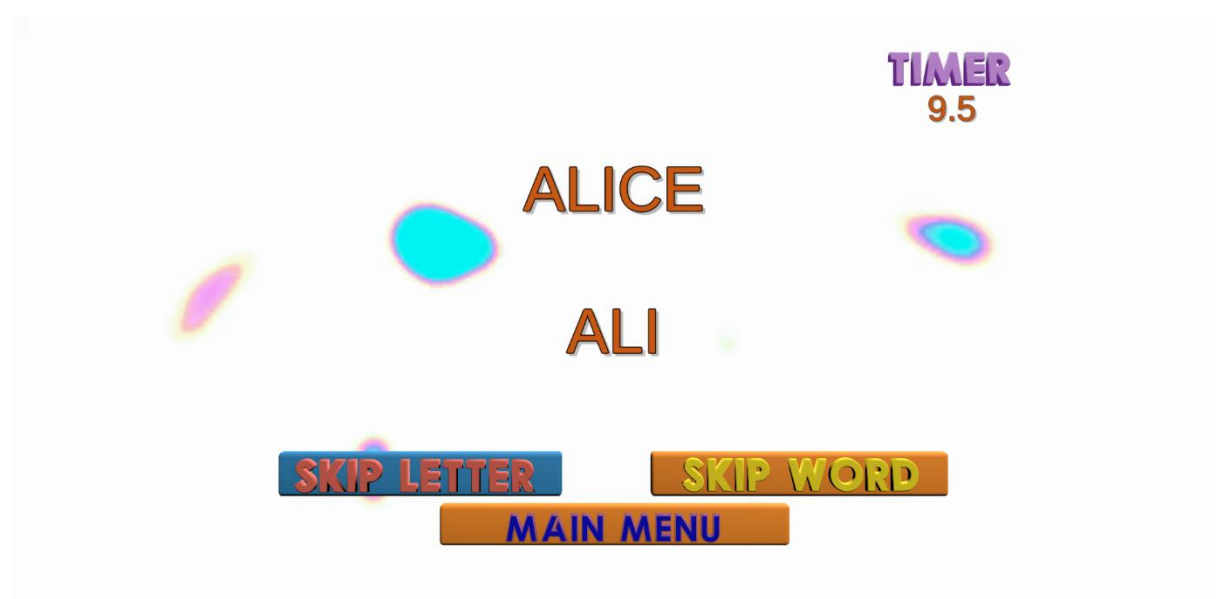 TIMER
9.5
ALICE
ALI
SKIP LETTER
SKIP WORD
MAIN MENU